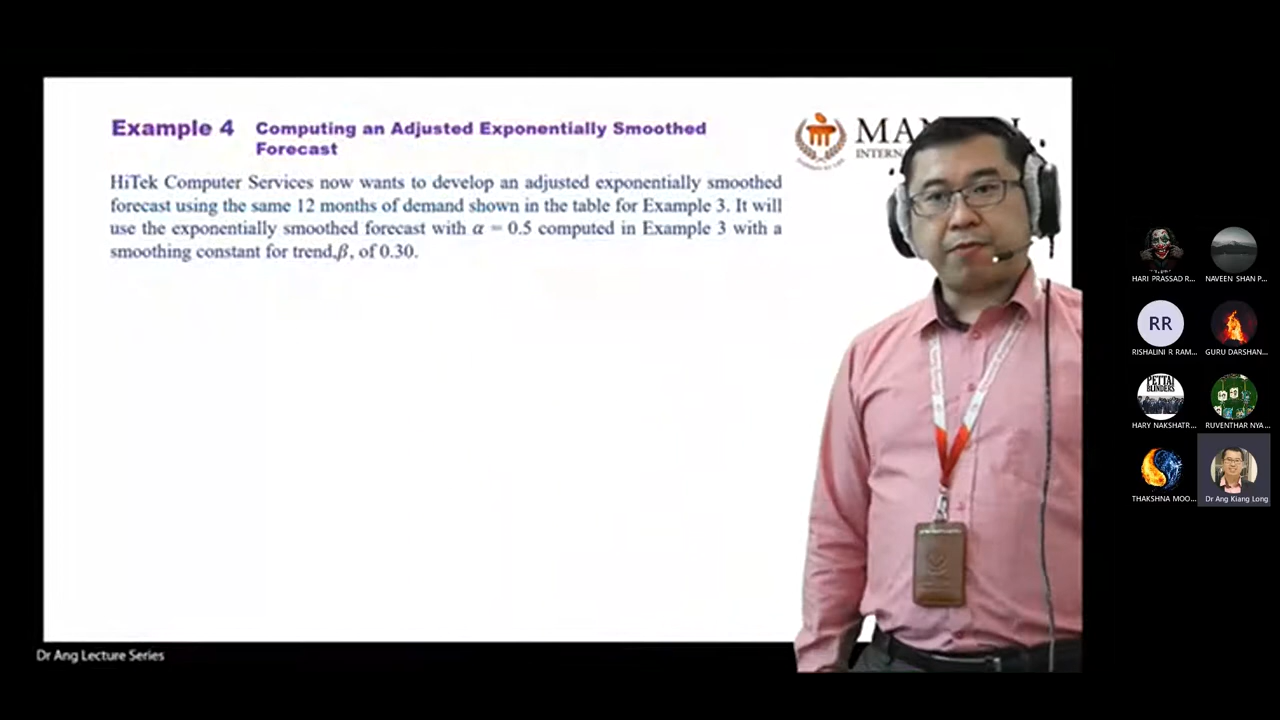 Example 4 Computing an Adjusted Exponentially Smoothed
Forecast
HiTek Computer Services now wants to develop an adjusted exponentially smoothed
forecast using the same 12 months of demand shown in the table for Example 3. It will
use the exponentially smoothed forecast with α = 0.5 computed in Example 3 with a
smoothing constant for trend,β, of 0.30.
Dr Ang Lecture Series
HARI PRASSAD R...
NAVEEN SHAN P...
RR
RISHALINI R RAM...
GURU DARSHAN...
PETTAI
BLINDERS
HARY NAKSHATR...
RUVENTHAR NYA...
THAKSHNA MOO...
Dr Ang Kiang Long